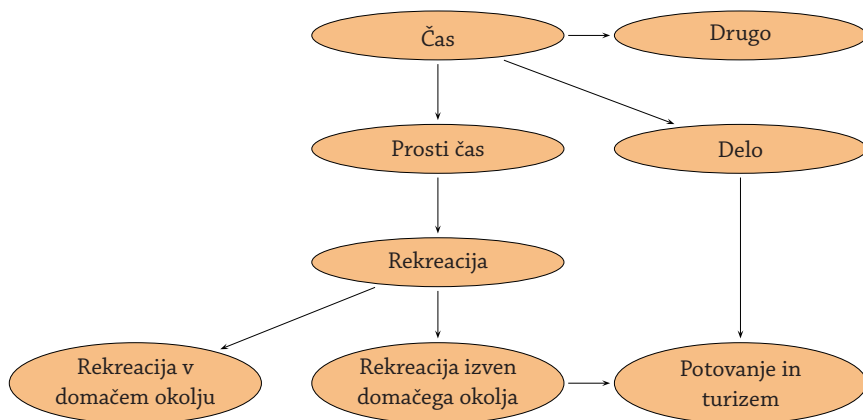 Čas
Drugo
Prosti čas
Delo
Rekreacija
Rekreacija v
domačem okolju
Rekreacija izven
domačega okolja
Potovanje in
turizem